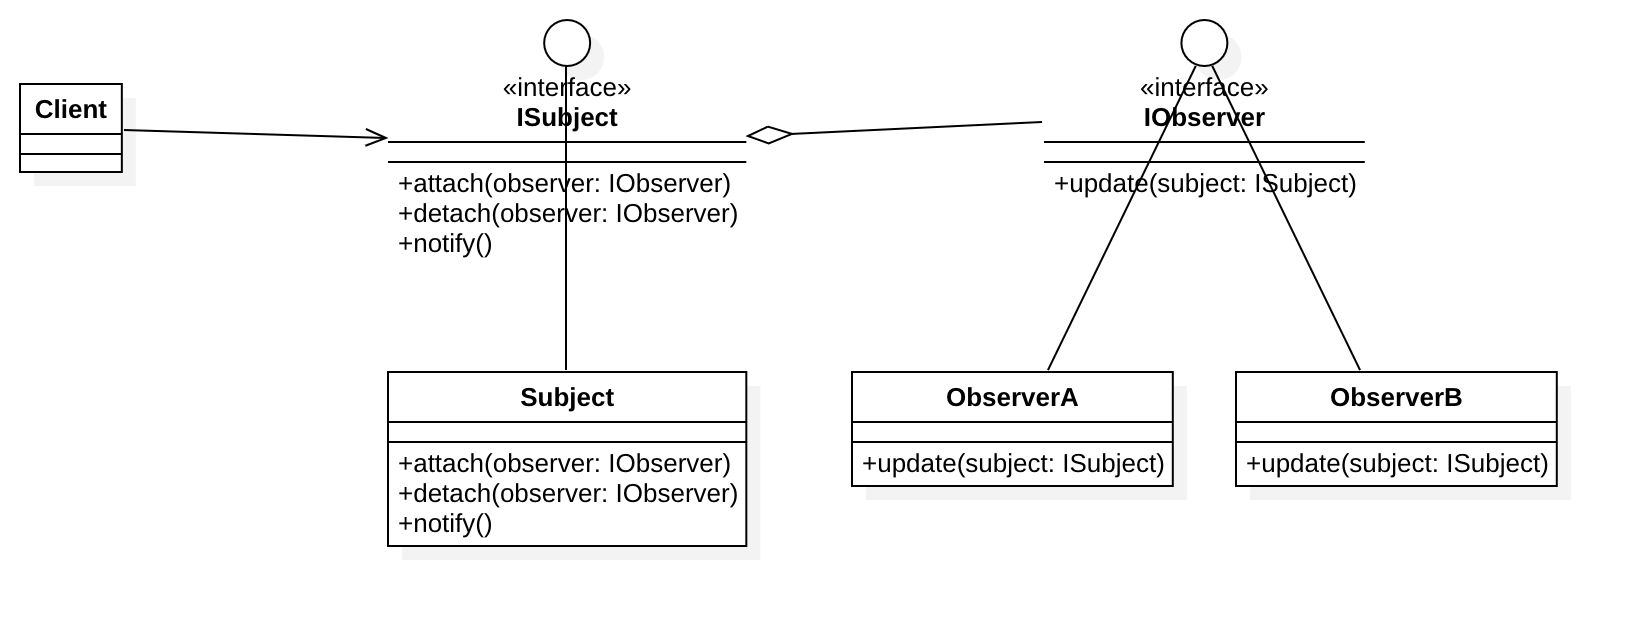 Client
«interface»
ISubject
+attach(observer: IObserver)
+detach(observer: IObserver)
+notify()
«interface»
IObserver
+update(subject: ISubject)
Subject
+attach(observer: IObserver)
+detach(observer: IObserver)
+notify()
ObserverA
+update(subject: ISubject)
ObserverB
+update(subject: ISubject)